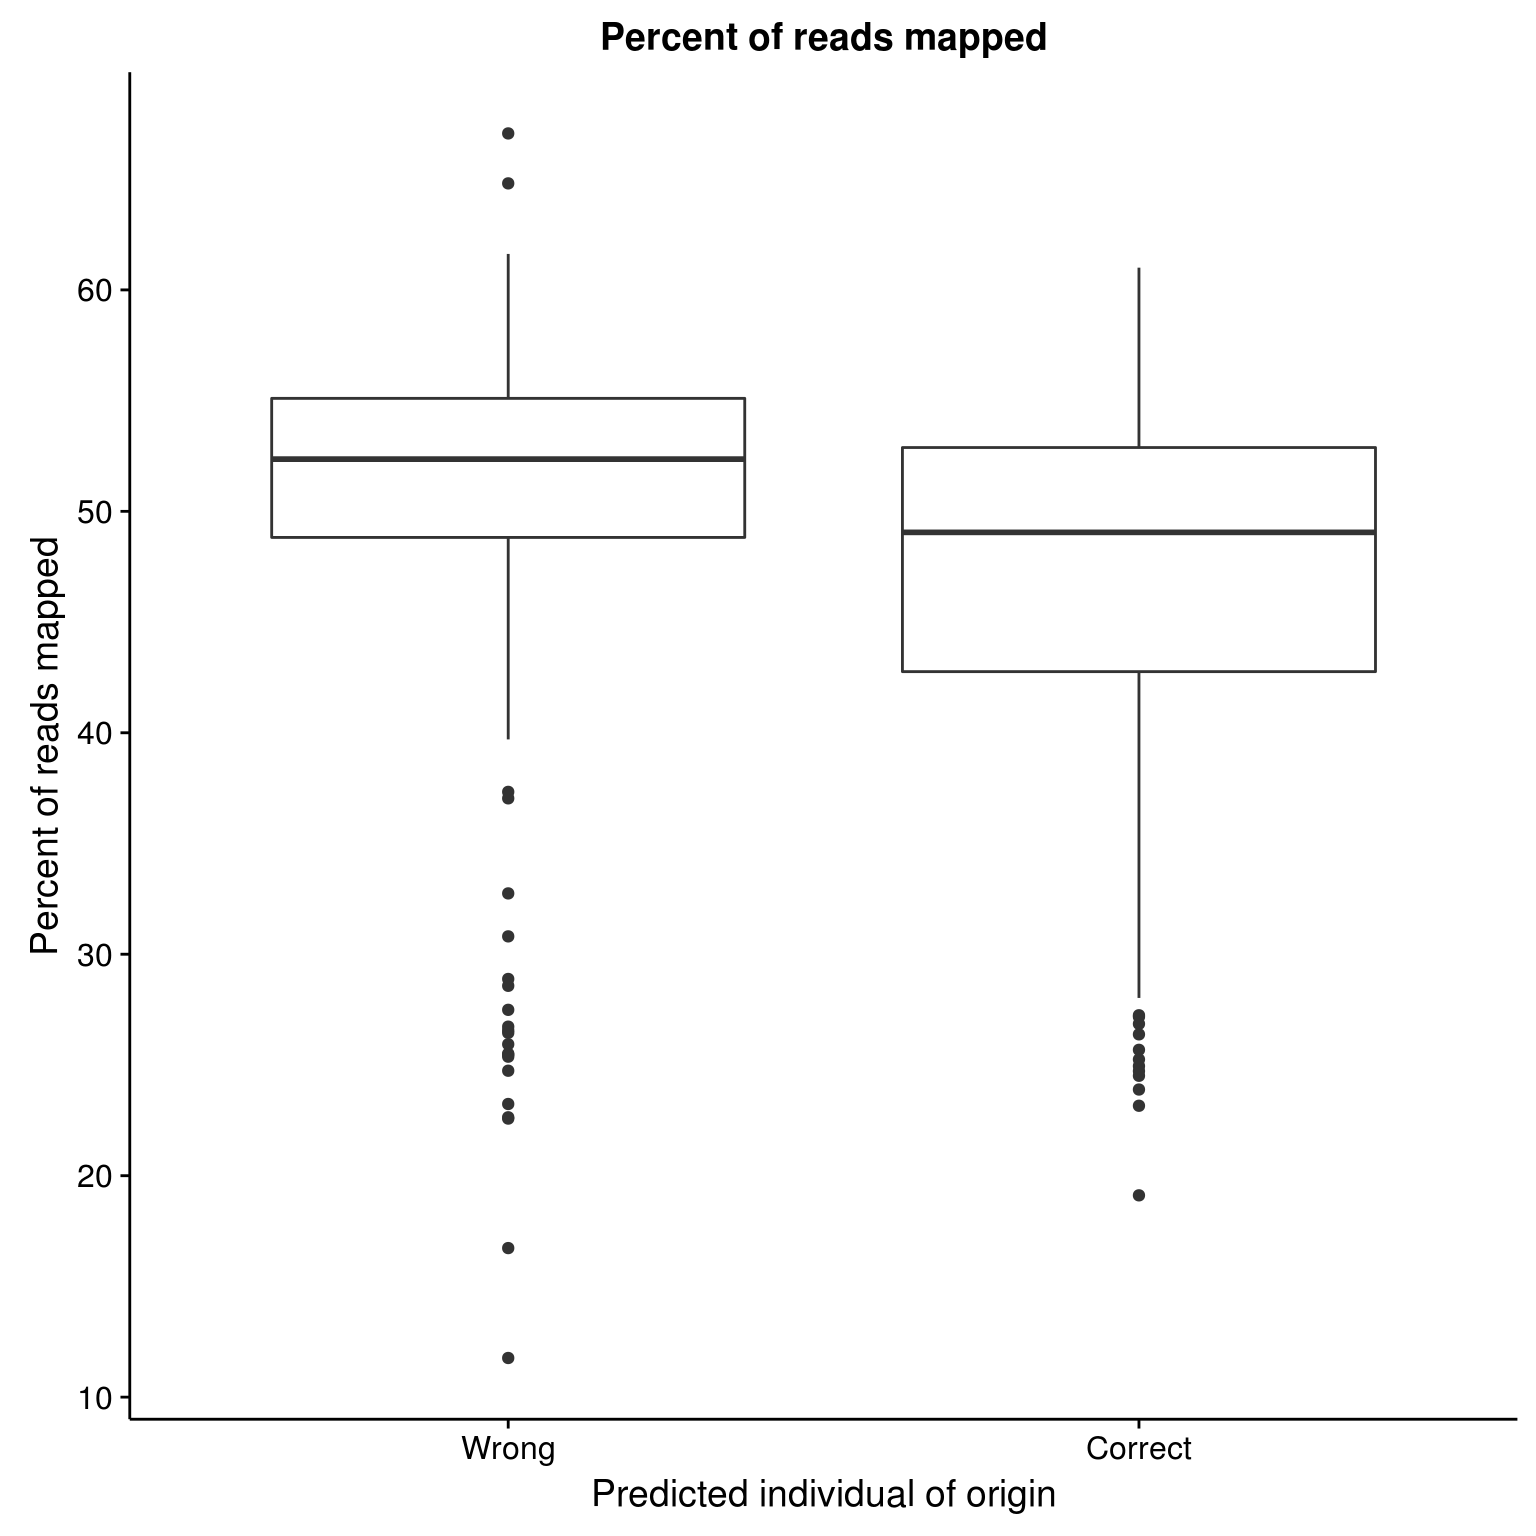 Percent of reads mapped
Percent of reads mapped
60
50
40
30
20
10
Wrong
Correct
Predicted individual of origin